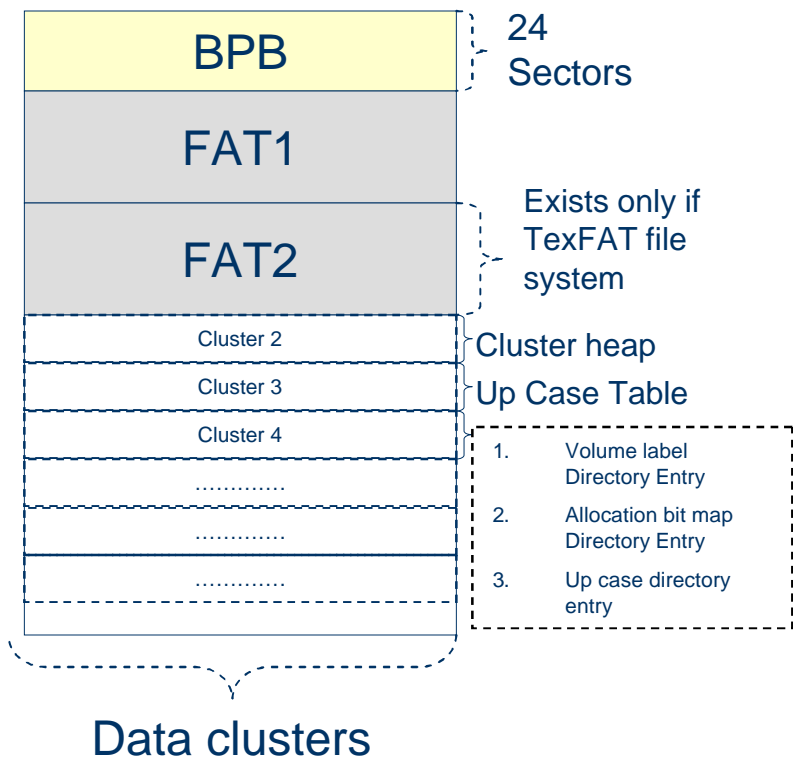 BPB
24
Sectors
FAT1
FAT2
Exists only if
TexFAT file
system
Cluster 2
Cluster heap
Cluster 3
Up Case Table
Cluster 4
1. Volume label
Directory Entry
2. Allocation bit map
Directory Entry
3. Up case directory
entry
.............
.............
.............
Data clusters